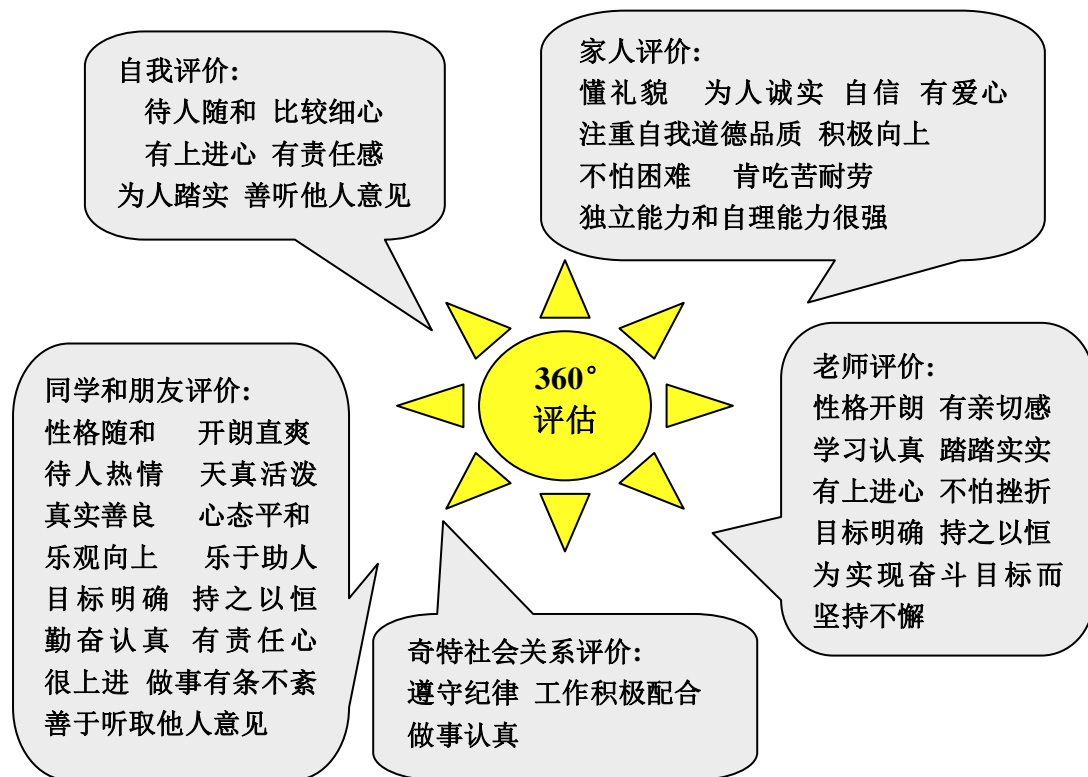 自我评价：
待人随和 比较细心
有上进心 有责任感
为人踏实 善听他人意见
家人评价：
懂礼貌 为人诚实 自信 有爱心
注重自我道德品质 积极向上
不怕困难 肯吃苦耐劳
独立能力和自理能力很强
360°
评估
同学和朋友评价：
性格随和 开朗直爽
待人热情 天真活泼
真实善良 心态平和
乐观向上 乐于助人
目标明确 持之以恒
勤奋认真 有责任心
很上进 做事有条不紊
善于听取他人意见
老师评价：
性格开朗 有亲切感
学习认真 踏踏实实
有上进心 不怕挫折
目标明确 持之以恒
为实现奋斗目标而
坚持不懈
奇特社会关系评价：
遵守纪律 工作积极配合
做事认真